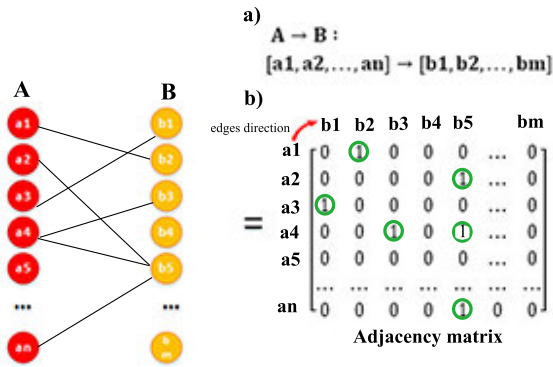 a)
A → B :
[a1, a2, ..., an] → [b1, b2, ..., bm]
A B
a1 b1
a2 b2
a3 b3
a4 b4
a5 b5
... ...
an b m
b)
edges direction b1 b2 b3 b4 b5 bm
a1 0 1 0 0 0 ... 0
a2 0 0 0 0 1 ... 0
a3 1 0 0 0 0 ... 0
= a4 0 0 1 0 1 ... 0
a5 0 0 0 0 0 ... 0
... ... ... ... ... ... ...
an 0 0 0 0 1 0 0
Adjacency matrix